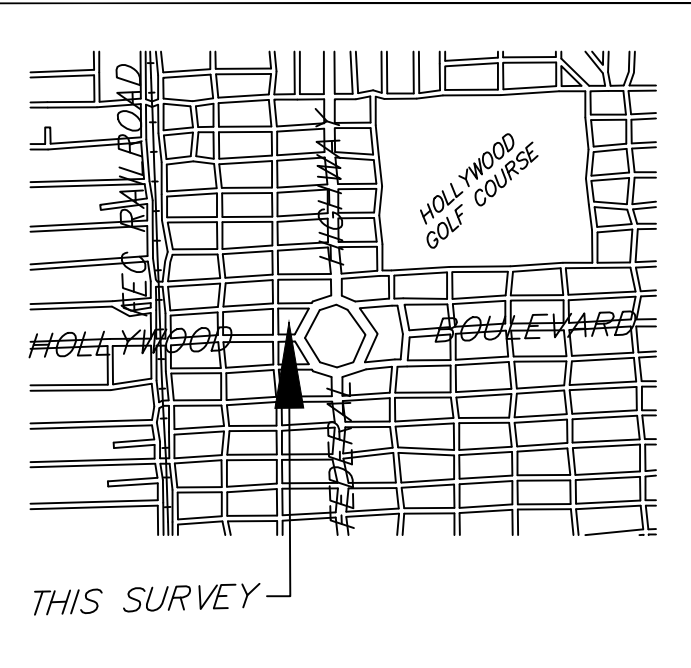 FEC RAILROAD
HIGHWAY
HOLLYWOOD
GOLF COURSE
HOLLYWOOD
BOULEVARD
FEDERAL
THIS SURVEY